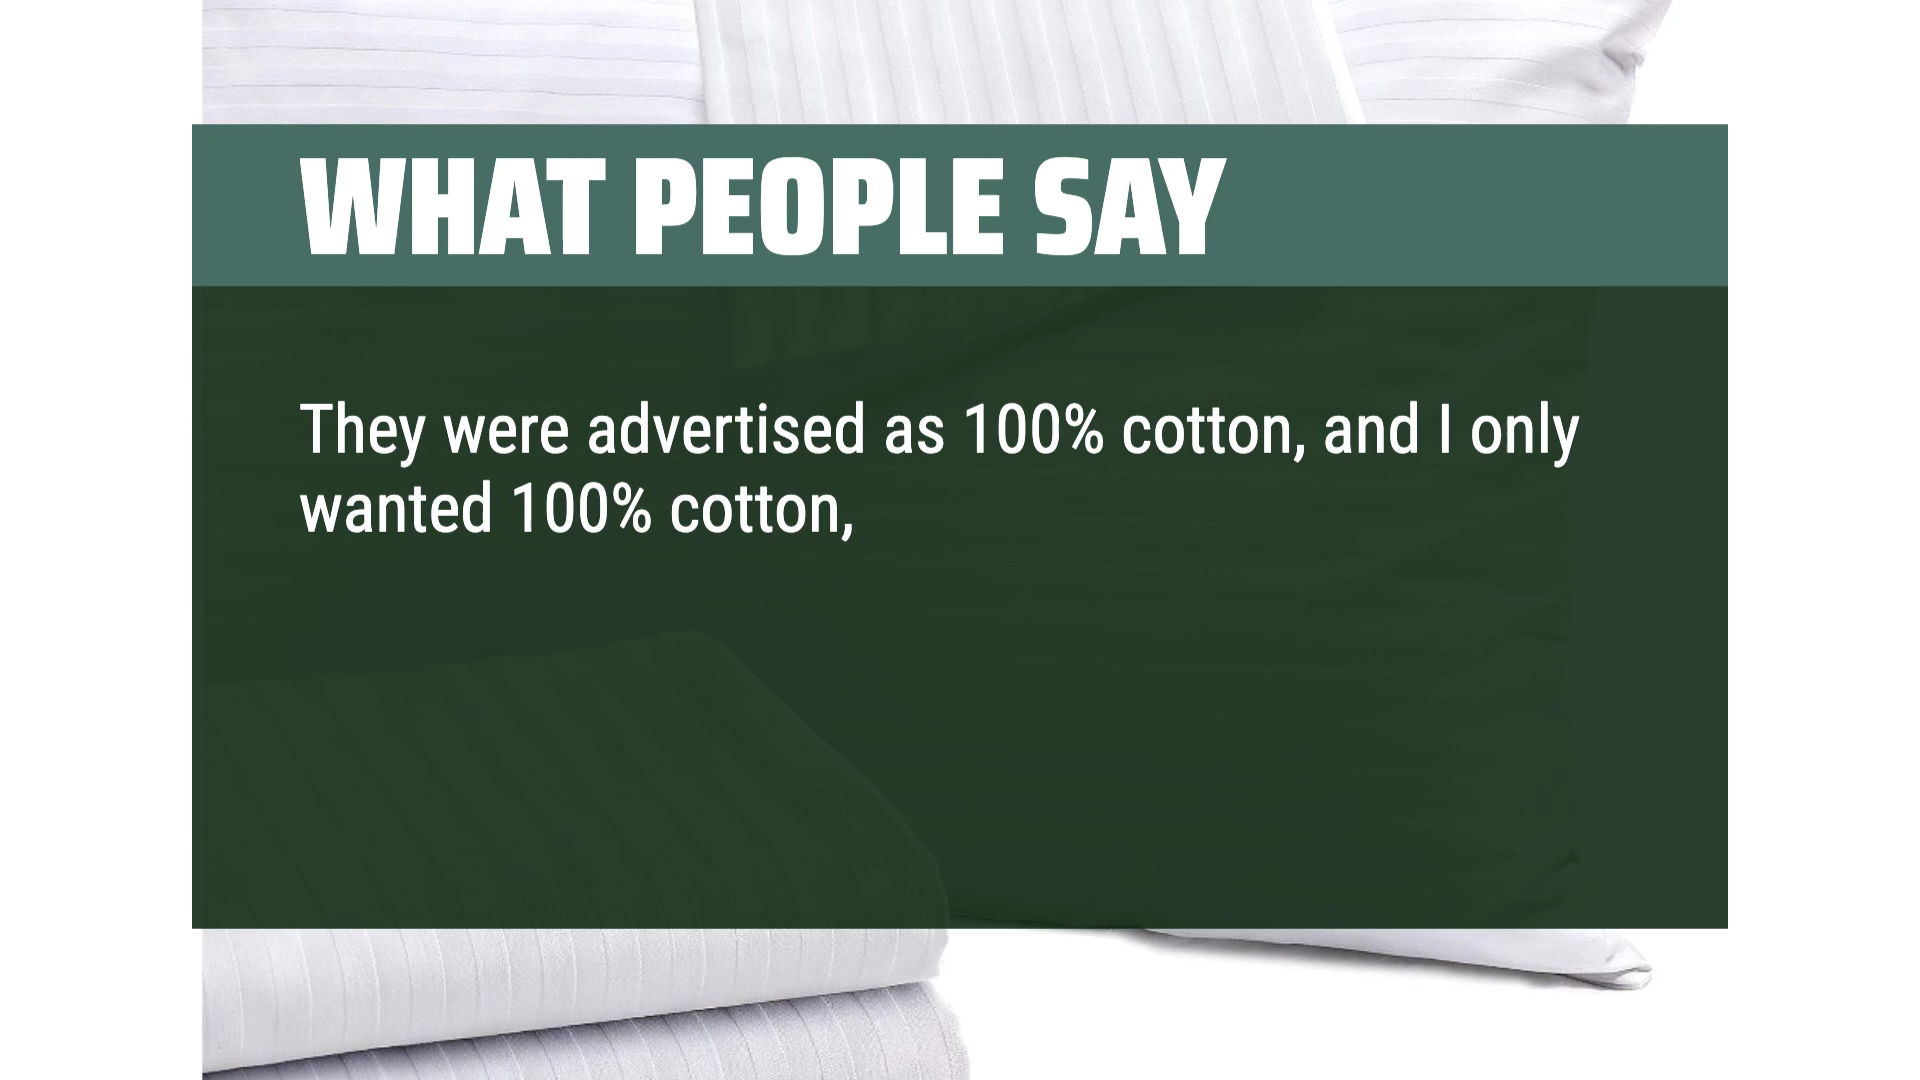 WHAT PEOPLE SAY
They were advertised as 100% cotton, and I only
wanted 100% cotton,